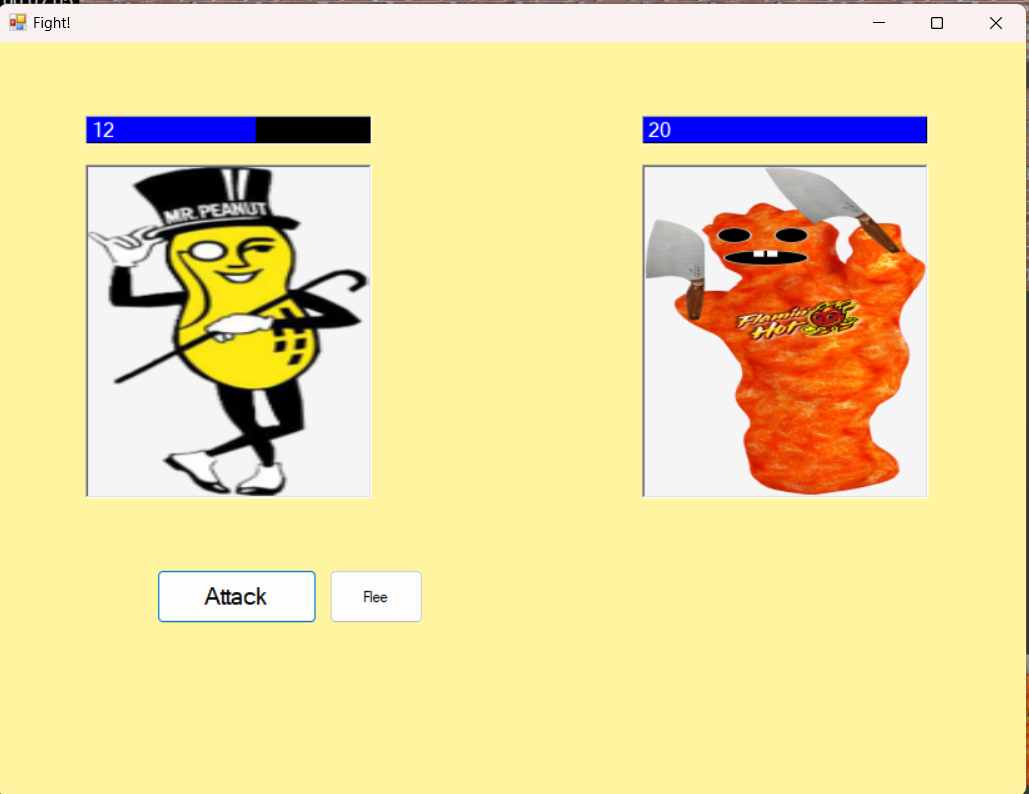 Fight!
12
20
MR. PEANUT
Flamin'
Hot
Attack
Flee